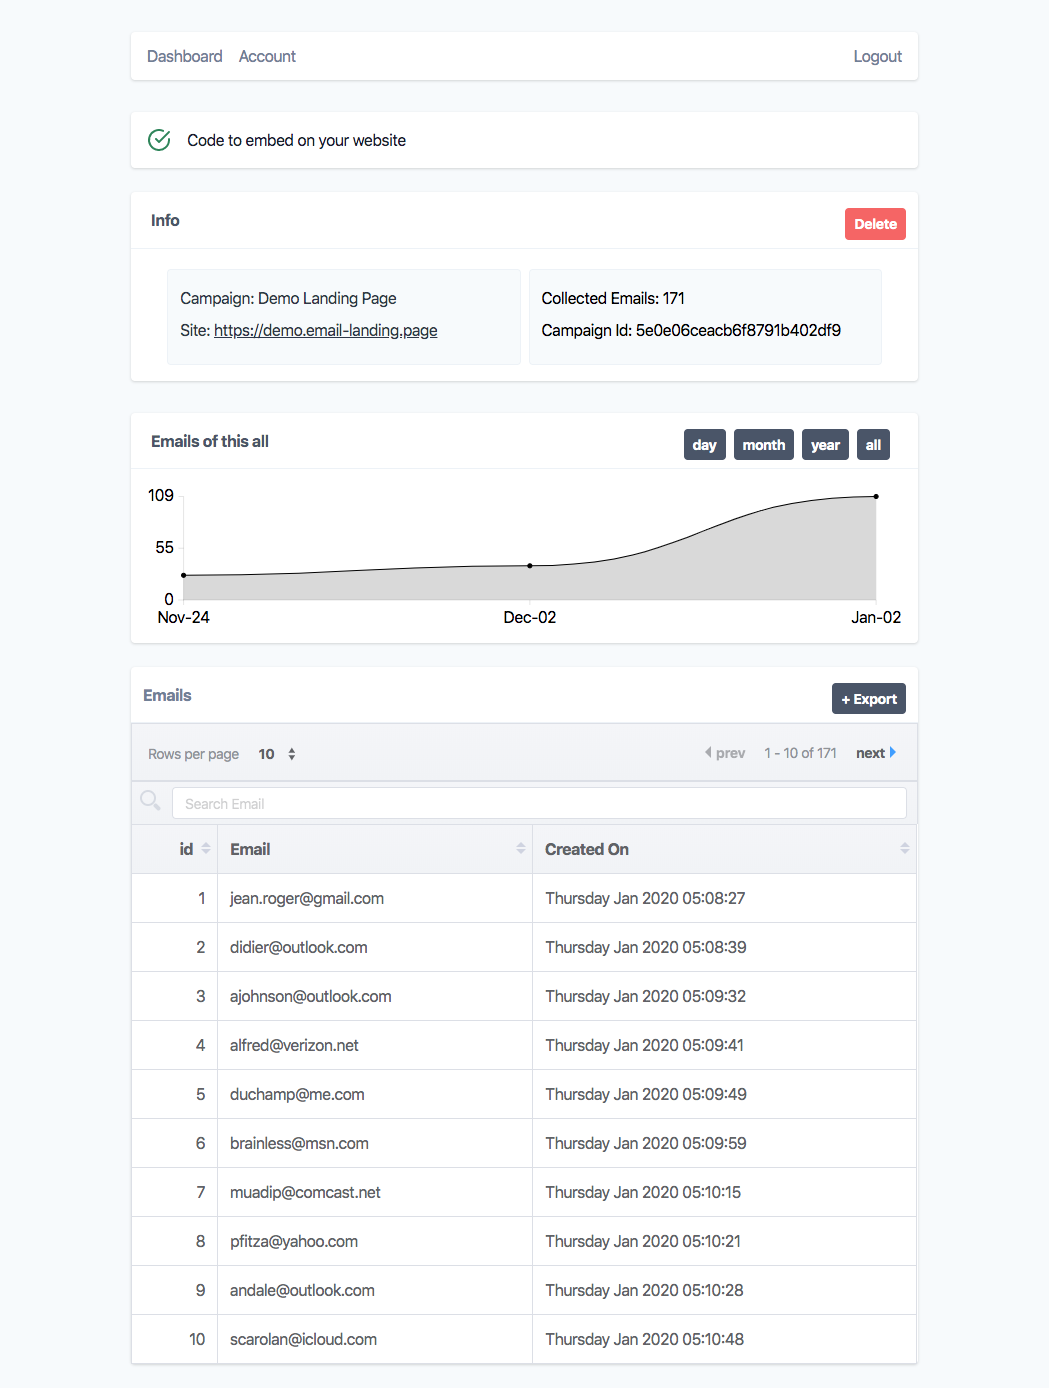 Dashboard Account Logout
Code to embed on your website
Info Delete
Campaign: Demo Landing Page
Site: https://demo.email-landing.page
Collected Emails: 171
Campaign Id: 5e0e06ceacb6f8791b402df9
Emails of this all day month year all
109
55
0
Nov-24 Dec-02 Jan-02
Emails + Export
Rows per page 10 prev 1 - 10 of 171 next
Search Email
id Email Created On
1 jean.roger@gmail.com Thursday Jan 2020 05:08:27
2 didier@outlook.com Thursday Jan 2020 05:08:39
3 ajohnson@outlook.com Thursday Jan 2020 05:09:32
4 alfred@verizon.net Thursday Jan 2020 05:09:41
5 duchamp@me.com Thursday Jan 2020 05:09:49
6 brainless@msn.com Thursday Jan 2020 05:09:59
7 muadip@comcast.net Thursday Jan 2020 05:10:15
8 pfitza@yahoo.com Thursday Jan 2020 05:10:21
9 andale@outlook.com Thursday Jan 2020 05:10:28
10 scarolan@icloud.com Thursday Jan 2020 05:10:48